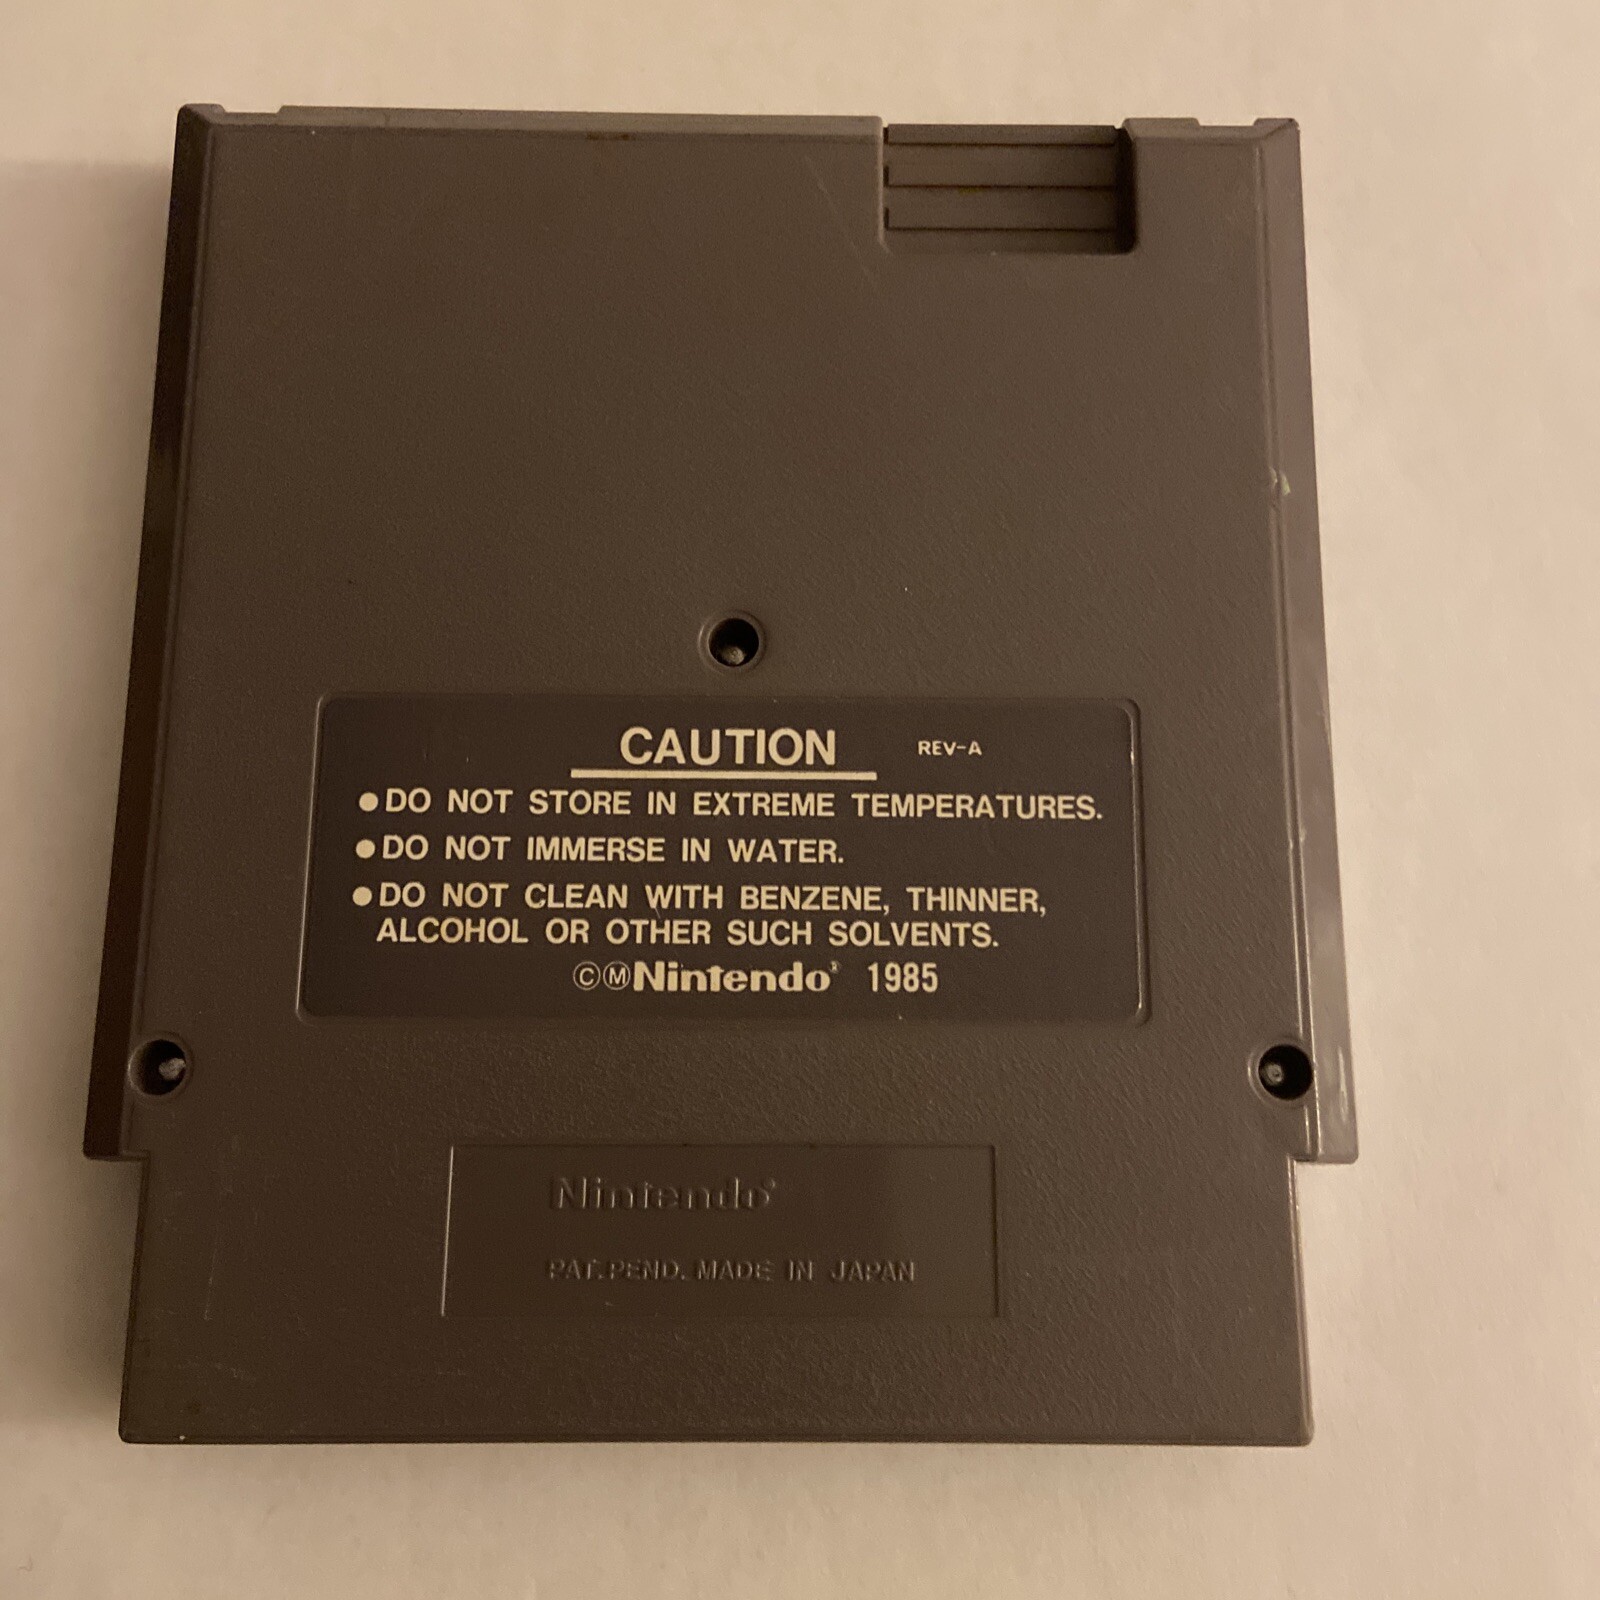 CAUTION REV-A
●DO NOT STORE IN EXTREME TEMPERATURES.
●DO NOT IMMERSE IN WATER.
●DO NOT CLEAN WITH BENZENE, THINNER,
ALCOHOL OR OTHER SUCH SOLVENTS.
©ⓂNintendo® 1985
Nintendo®
PAT. PEND. MADE IN JAPAN